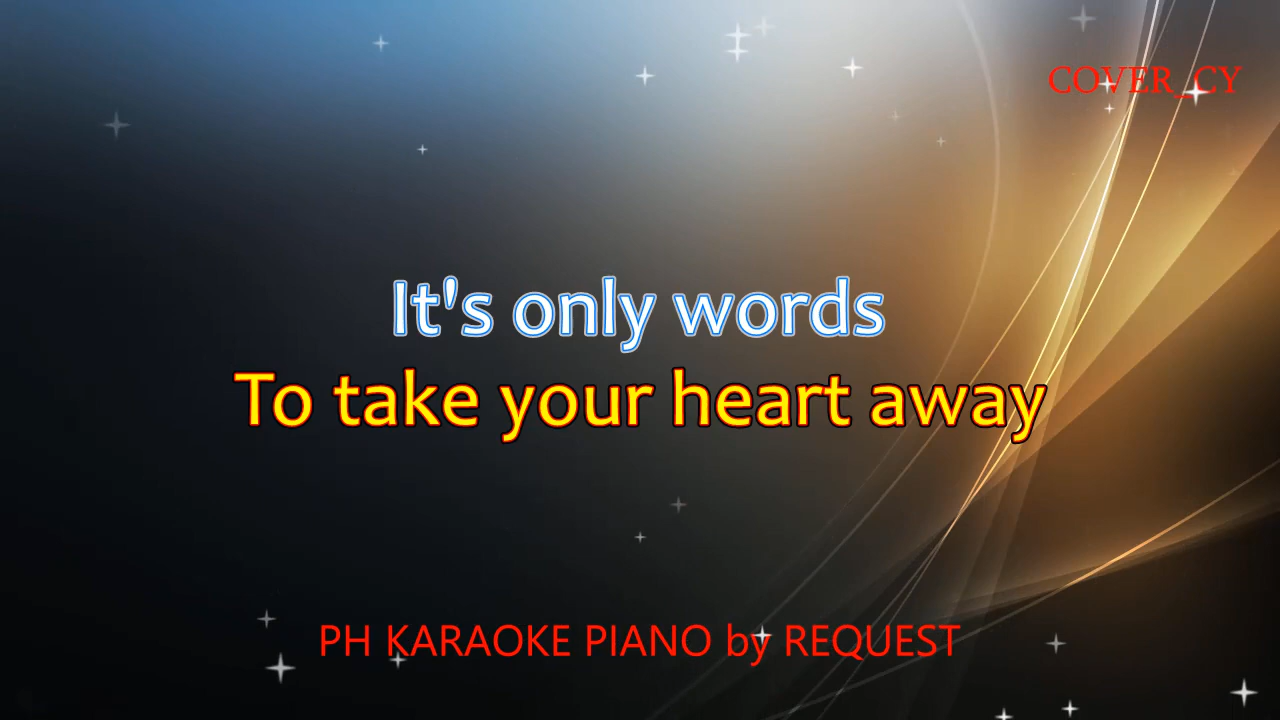 COVER_CY
It's only words
To take your heart away
PH KARAOKE PIANO by REQUEST